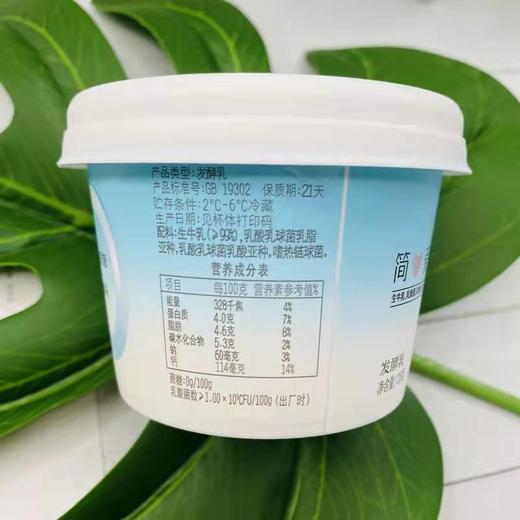 产品类型:发酵乳
产品标准号:GB 19302 保质期:21天
贮存条件:2°C~6°C冷藏
生产日期:见杯体打印码
配料:生牛乳(≥99%),乳酸乳球菌乳脂
亚种,乳酸乳球菌乳酸亚种,嗜热链球菌。
营养成分表
项目 每100克 营养素参考值%
能量 328千焦 4%
蛋白质 4.0克 7%
脂肪 4.6克 8%
碳水化合物 5.3克 2%
钠 60毫克 3%
钙 114毫克 14%
蔗糖:0g/100g
乳酸菌数≥1.00×10⁶CFU/100g(出厂时)
简
生牛乳
发酵乳
净含量